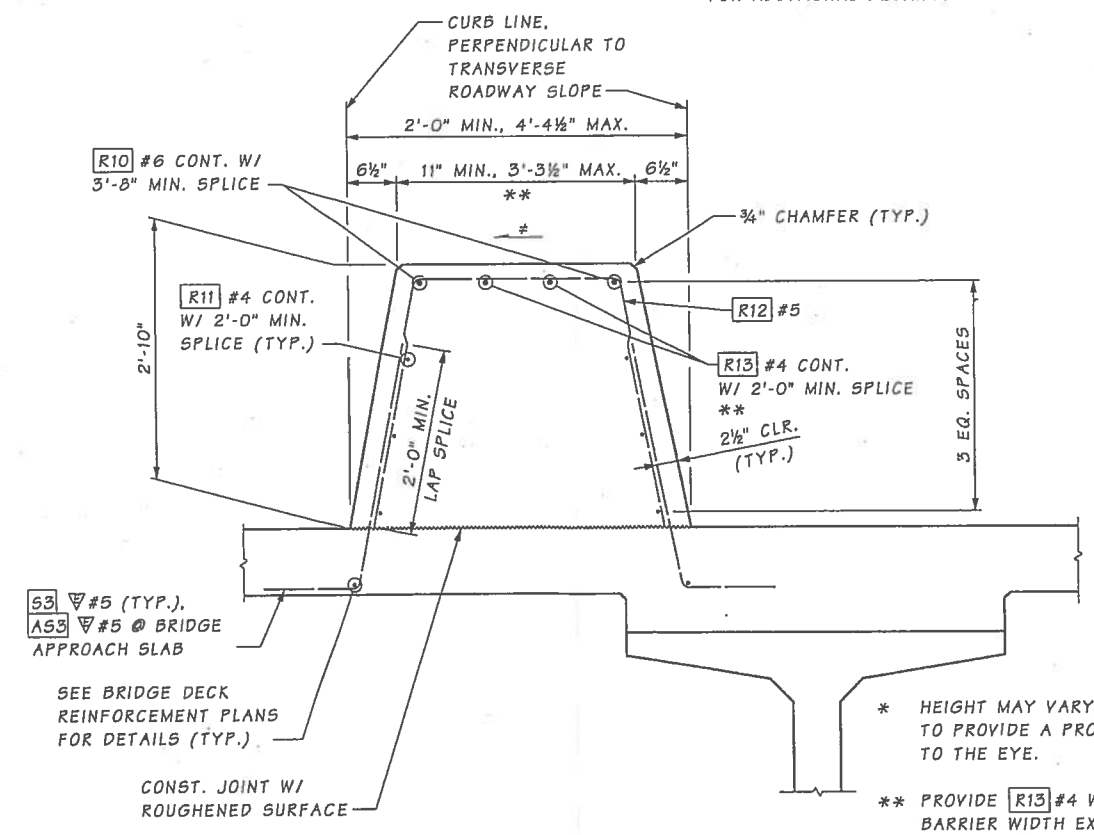 CURB LINE,
PERPENDICULAR TO
TRANSVERSE
ROADWAY SLOPE
2'-0" MIN., 4'-4½" MAX.
R10 #6 CONT. W/
3'-8" MIN. SPLICE
6½"
11" MIN., 3'-3½" MAX.
6½"
**
≠
¾" CHAMFER (TYP.)
R11 #4 CONT.
W/ 2'-0" MIN.
SPLICE (TYP.)
R12 #5
2'-10"
R13 #4 CONT.
W/ 2'-0" MIN. SPLICE
**
2½" CLR.
(TYP.)
3 EQ. SPACES
2'-0" MIN.
LAP SPLICE
S3 E #5 (TYP.),
AS3 E #5 @ BRIDGE
APPROACH SLAB
SEE BRIDGE DECK
REINFORCEMENT PLANS
FOR DETAILS (TYP.)
CONST. JOINT W/
ROUGHENED SURFACE
* HEIGHT MAY VARY
TO PROVIDE A
TO THE EYE.
** PROVIDE R13 #4
BARRIER WIDTH